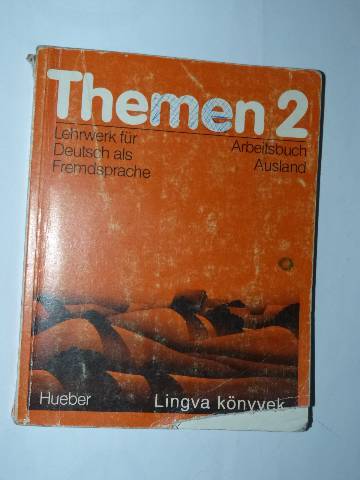 Themen 2
Lehrwerk für
Deutsch als
Fremdsprache
Arbeitsbuch
Ausland
Hueber
Lingva könyvek